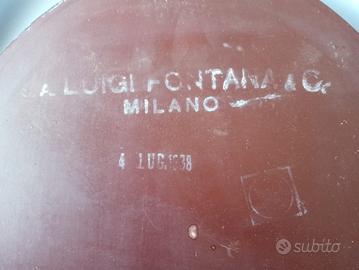 A LUIGI FONTANA & C.
MILANO
4 LUG.1938
subito